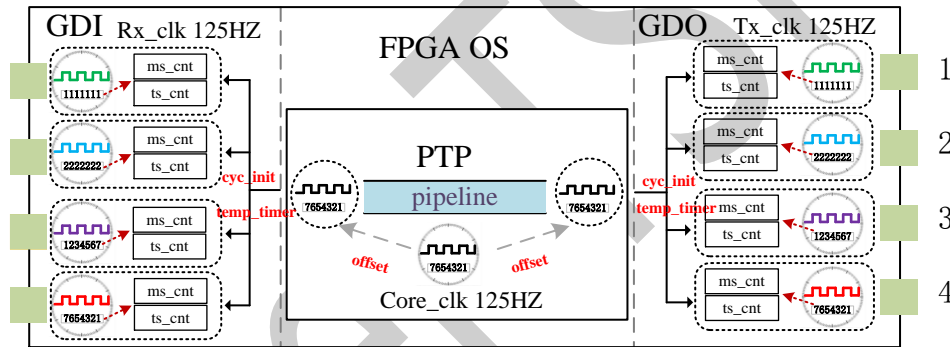 GDI
Rx_clk 125HZ
FPGA OS
GDO
Tx_clk 125HZ
ms_cnt
ts_cnt
1111111
ms_cnt
ts_cnt
2222222
ms_cnt
ts_cnt
1234567
ms_cnt
ts_cnt
7654321
cyc_init
temp_timer
PTP
pipeline
7654321
7654321
offset
offset
7654321
Core_clk 125HZ
cyc_init
temp_timer
ms_cnt
ts_cnt
1111111
1
ms_cnt
ts_cnt
2222222
2
ms_cnt
ts_cnt
1234567
3
ms_cnt
ts_cnt
7654321
4